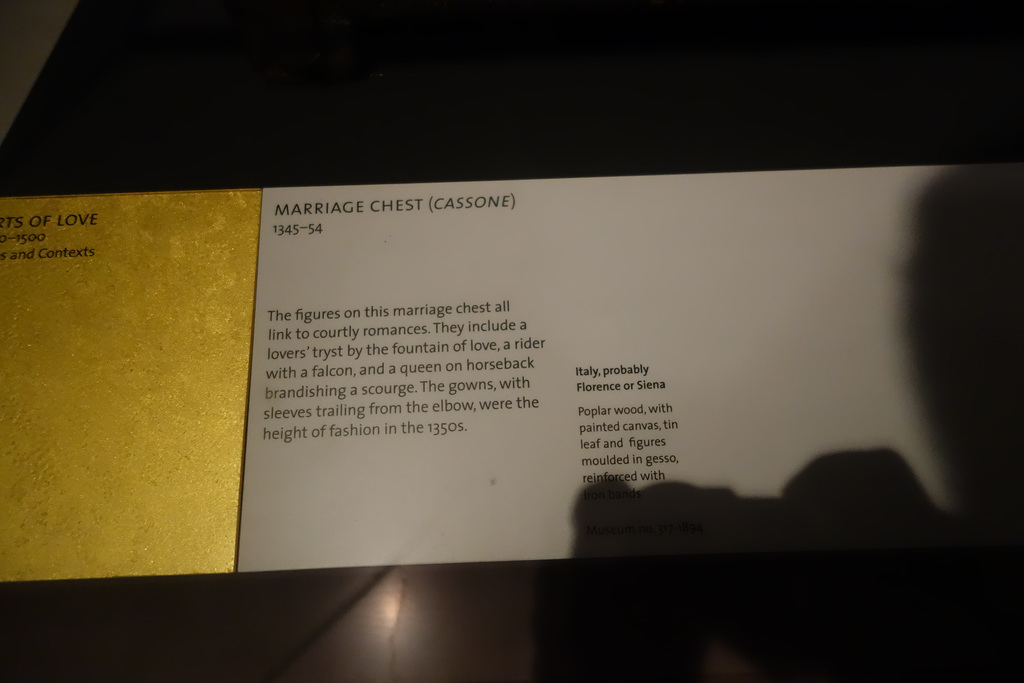 RTS OF LOVE
0–1500
s and Contexts
MARRIAGE CHEST (CASSONE)
1345–54
The figures on this marriage chest all
link to courtly romances. They include a
lovers' tryst by the fountain of love, a rider
with a falcon, and a queen on horseback
brandishing a scourge. The gowns, with
sleeves trailing from the elbow, were the
height of fashion in the 1350s.
Italy, probably
Florence or Siena
Poplar wood, with
painted canvas, tin
leaf and figures
moulded in gesso,
reinforced with
iron bands
Museum no. 317-1894